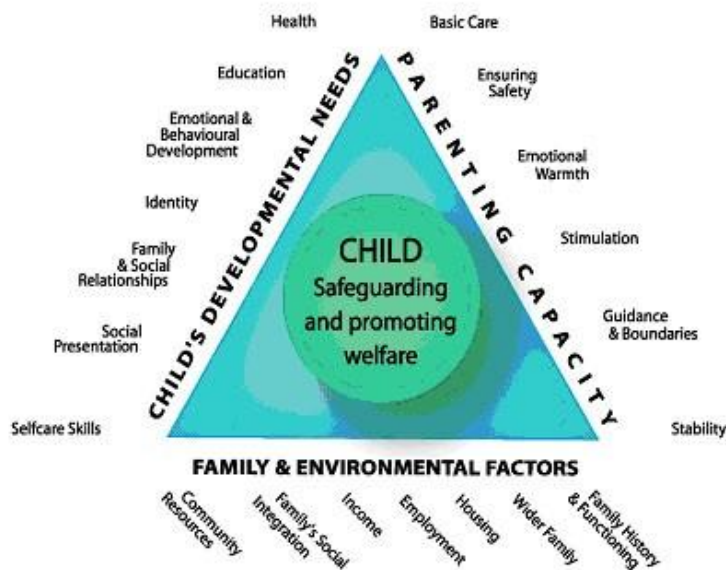 Health
Education
Emotional &
Behavioural
Development
Identity
Family
& Social
Relationships
Social
Presentation
Selfcare Skills
CHILD'S DEVELOPMENTAL NEEDS
CHILD
Safeguarding
and promoting
welfare
PARENTING CAPACITY
Basic Care
Ensuring
Safety
Emotional
Warmth
Stimulation
Guidance
& Boundaries
Stability
FAMILY & ENVIRONMENTAL FACTORS
Community
Resources
Family's Social
Integration
Income
Employment
Housing
Wider Family
Family History
& Functioning